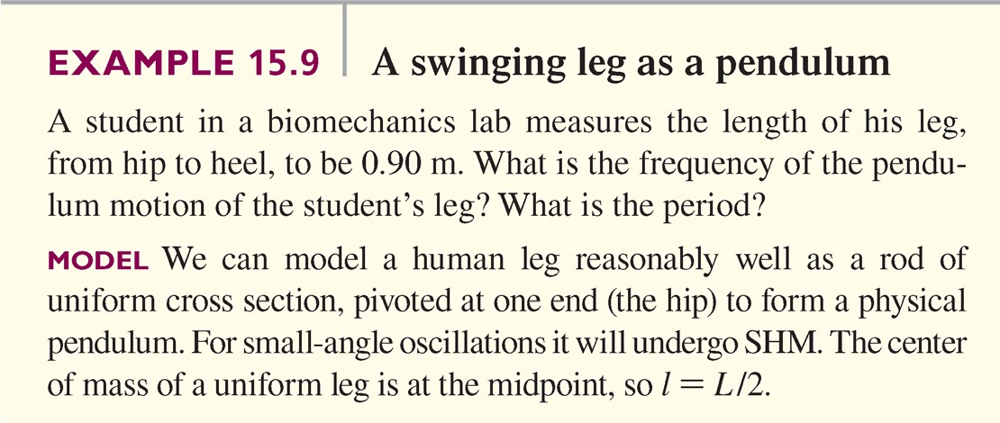 EXAMPLE 15.9 A swinging leg as a pendulum
A student in a biomechanics lab measures the length of his leg,
from hip to heel, to be 0.90 m. What is the frequency of the pendu-
lum motion of the student’s leg? What is the period?
MODEL We can model a human leg reasonably well as a rod of
uniform cross section, pivoted at one end (the hip) to form a physical
pendulum. For small-angle oscillations it will undergo SHM. The center
of mass of a uniform leg is at the midpoint, so l = L/2.